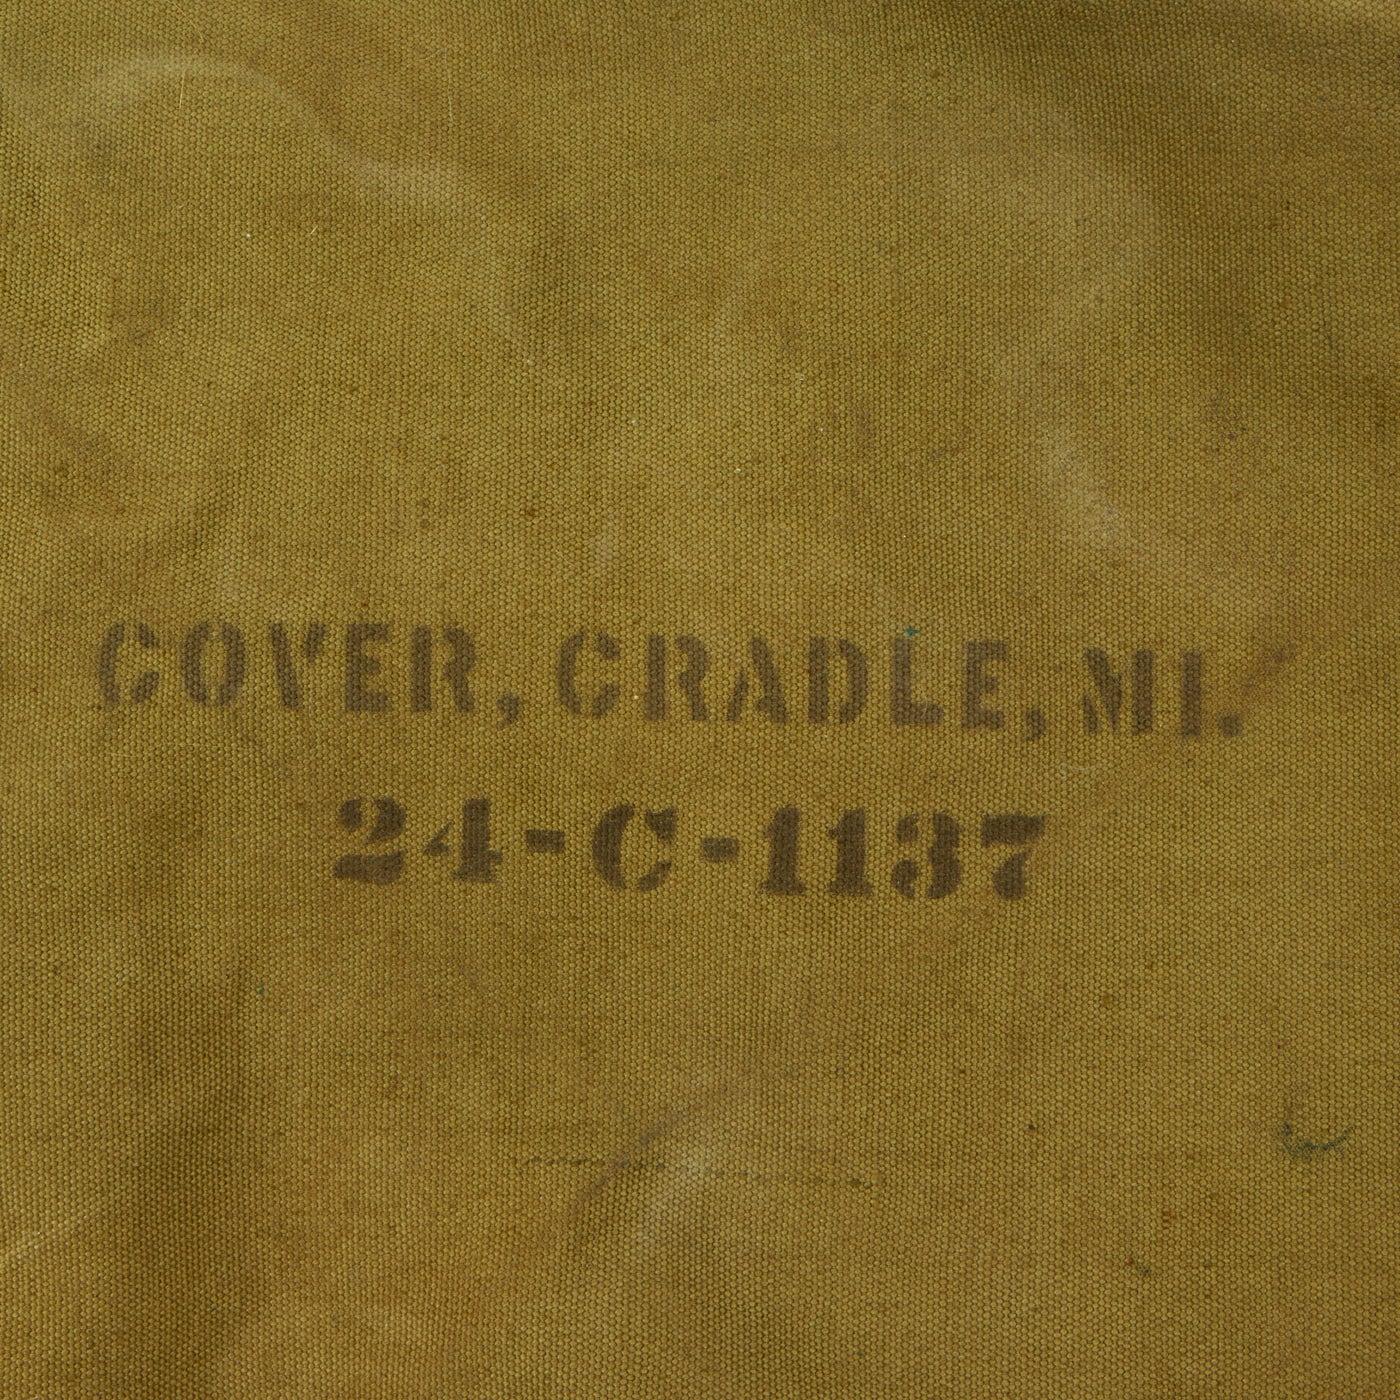 COVER, CRADLE, M1.
24-C-1137